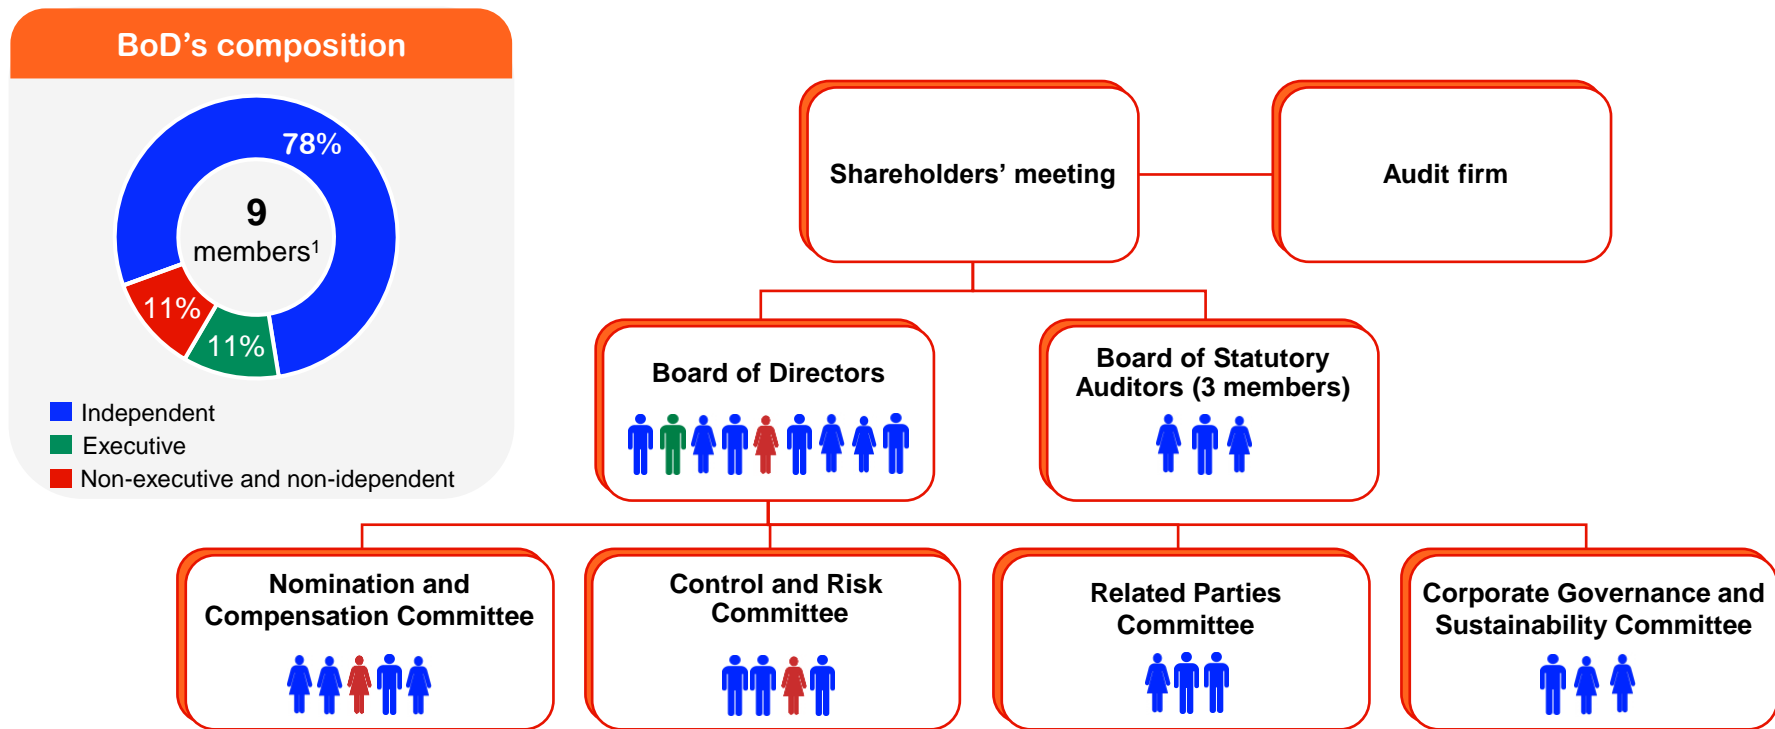 BoD's composition
78%
9
members¹
11%
11%
Independent
Executive
Non-executive and non-idependent
Shareholders' meeting
Audit firm
Board of Directors
Board of Statutory
Auditors (3 members)
Nomination and
Compensation Committee
Control and Risk
Committee
Related Parties
Committee
Corporate Governance and
Sustainability Committee